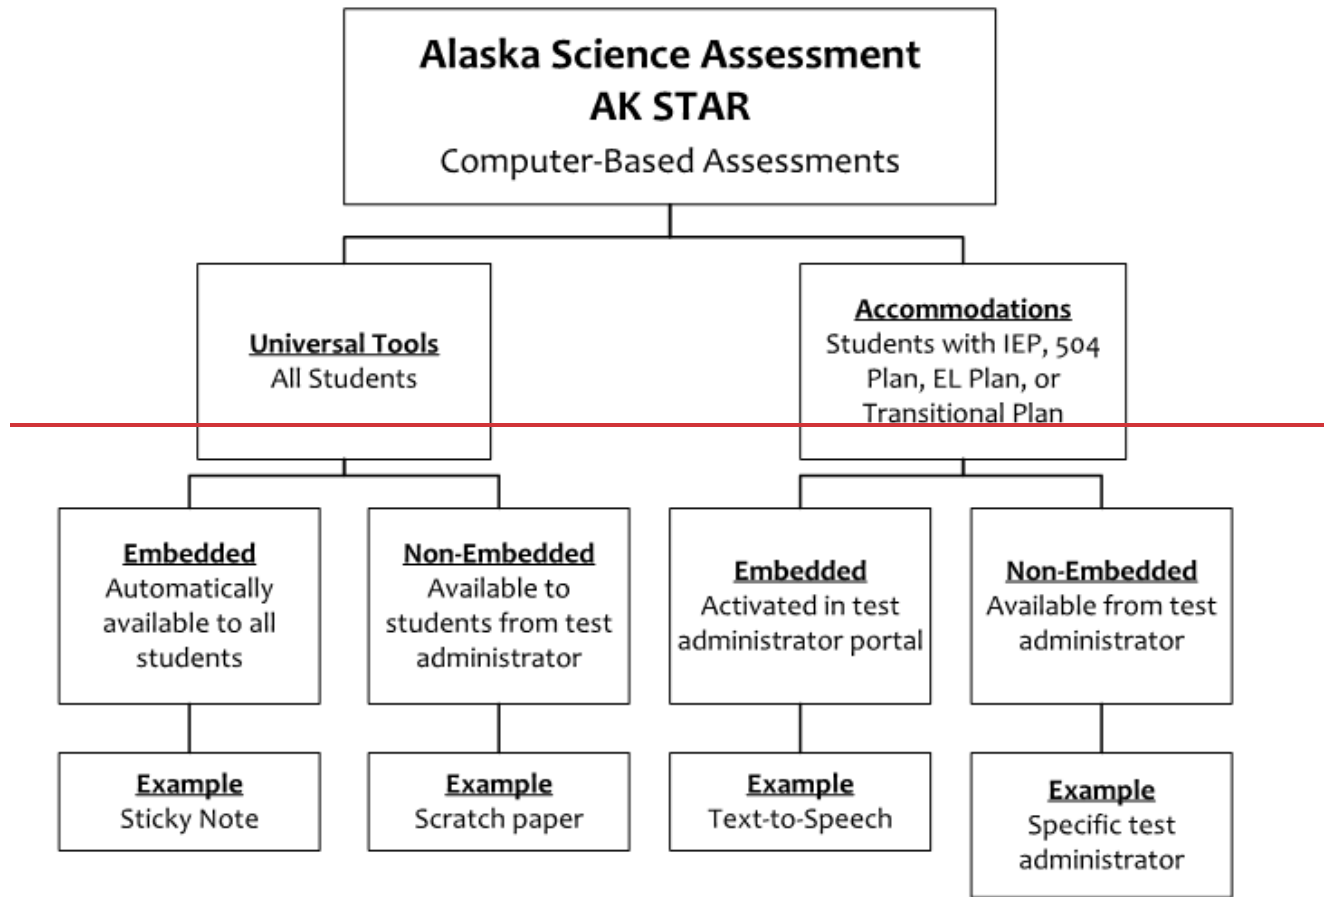 Alaska Science Assessment
AK STAR
Computer-Based Assessments
Universal Tools
All Students
Accommodations
Students with IEP, 504
Plan, EL Plan, or
Transitional Plan
Embedded
Automatically
available to all
students
Non-Embedded
Available to
students from test
administrator
Embedded
Activated in test
administrator portal
Non-Embedded
Available from test
administrator
Example
Sticky Note
Example
Scratch paper
Example
Text-to-Speech
Example
Specific test
administrator